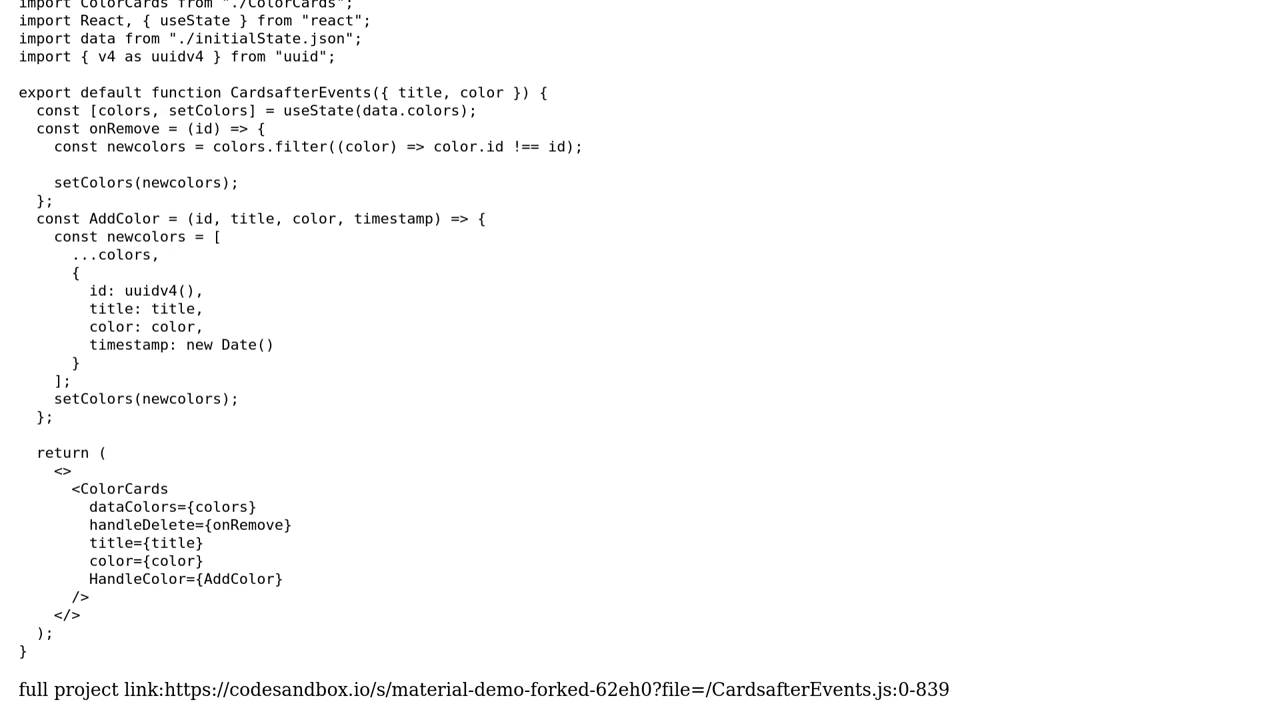 import ColorCards from "./ColorCards";
import React, { useState } from "react";
import data from "./initialState.json";
import { v4 as uuidv4 } from "uuid";

export default function CardsafterEvents({ title, color }) {
  const [colors, setColors] = useState(data.colors);
  const onRemove = (id) => {
    const newcolors = colors.filter((color) => color.id !== id);

    setColors(newcolors);
  };
  const AddColor = (id, title, color, timestamp) => {
    const newcolors = [
      ...colors,
      {
        id: uuidv4(),
        title: title,
        color: color,
        timestamp: new Date()
      }
    ];
    setColors(newcolors);
  };

  return (
    <>
      <ColorCards
        dataColors={colors}
        handleDelete={onRemove}
        title={title}
        color={color}
        HandleColor={AddColor}
      />
    </>
  );
}
full project link:https://codesandbox.io/s/material-demo-forked-62eh0?file=/CardsafterEvents.js:0-839